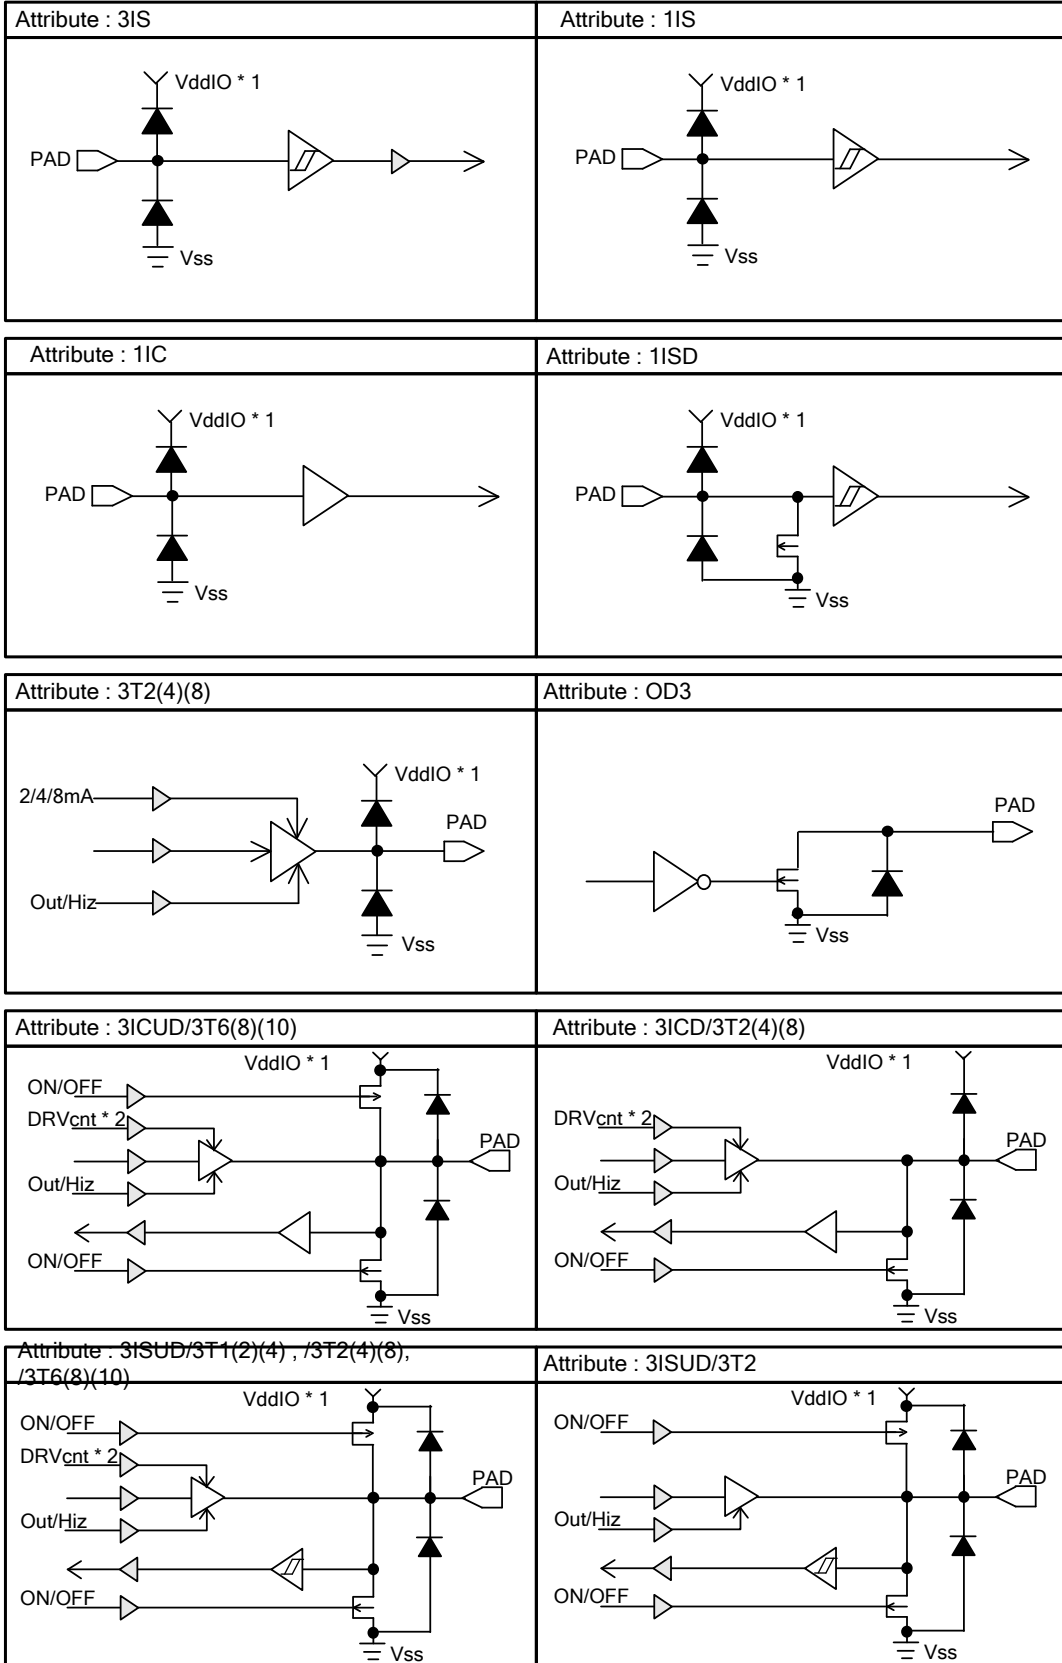 Attribute : 3IS
VddIO * 1
PAD
Vss
Attribute : 1IS
VddIO * 1
PAD
Vss
Attribute : 1IC
VddIO * 1
PAD
Vss
Attribute : 1ISD
VddIO * 1
PAD
Vss
Attribute : 3T2(4)(8)
VddIO * 1
2/4/8mA
PAD
Out/Hiz
Vss
Attribute : OD3
PAD
Vss
Attribute : 3ICUD/3T6(8)(10)
VddIO * 1
ON/OFF
DRVcnt * 2
PAD
Out/Hiz
ON/OFF
Vss
Attribute : 3ICD/3T2(4)(8)
VddIO * 1
DRVcnt * 2
PAD
Out/Hiz
ON/OFF
Vss
Attribute : 3ISUD/3T1(2)(4) , /3T2(4)(8),
/3T6(8)(10)
VddIO * 1
ON/OFF
DRVcnt * 2
PAD
Out/Hiz
ON/OFF
Vss
Attribute : 3ISUD/3T2
VddIO * 1
ON/OFF
PAD
Out/Hiz
ON/OFF
Vss